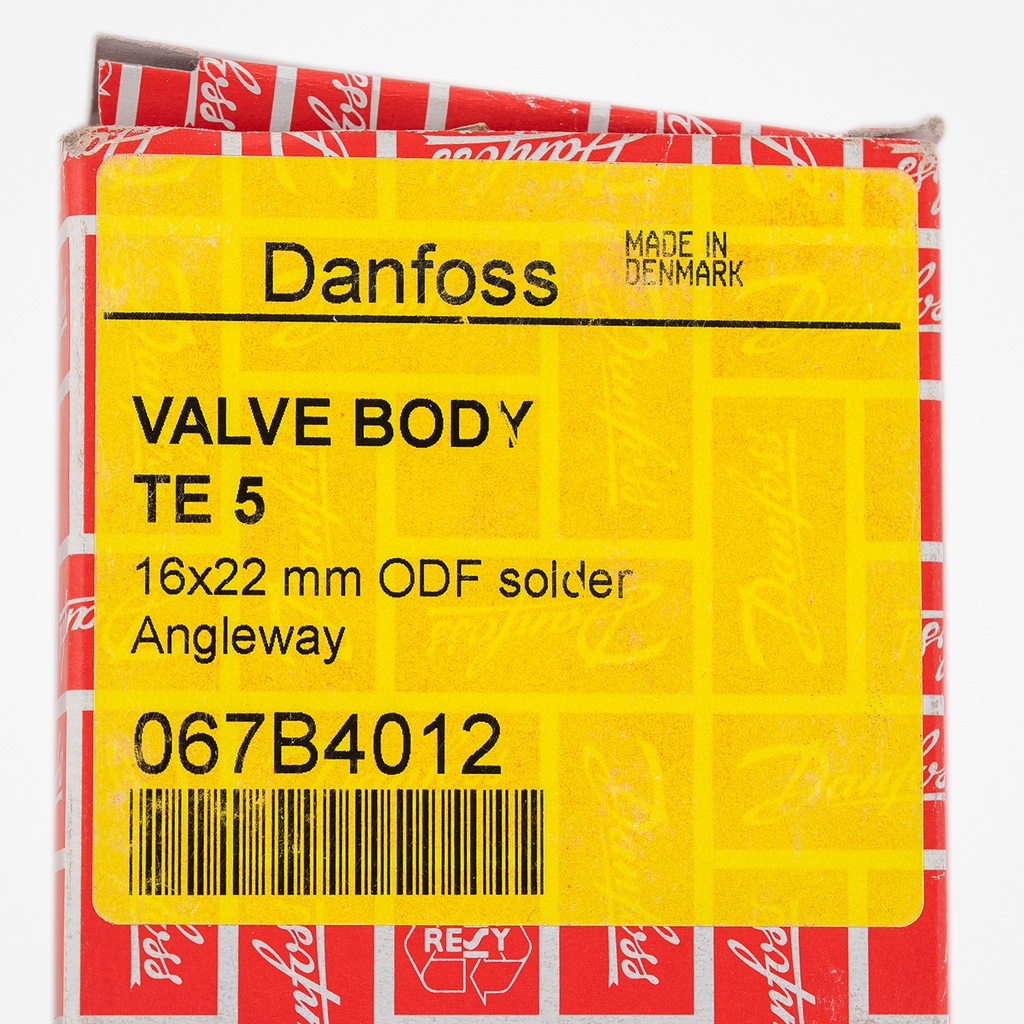 Danfoss
MADE IN
DENMARK
VALVE BODY
TE 5
16x22 mm ODF solder
Angleway
067B4012
RESY